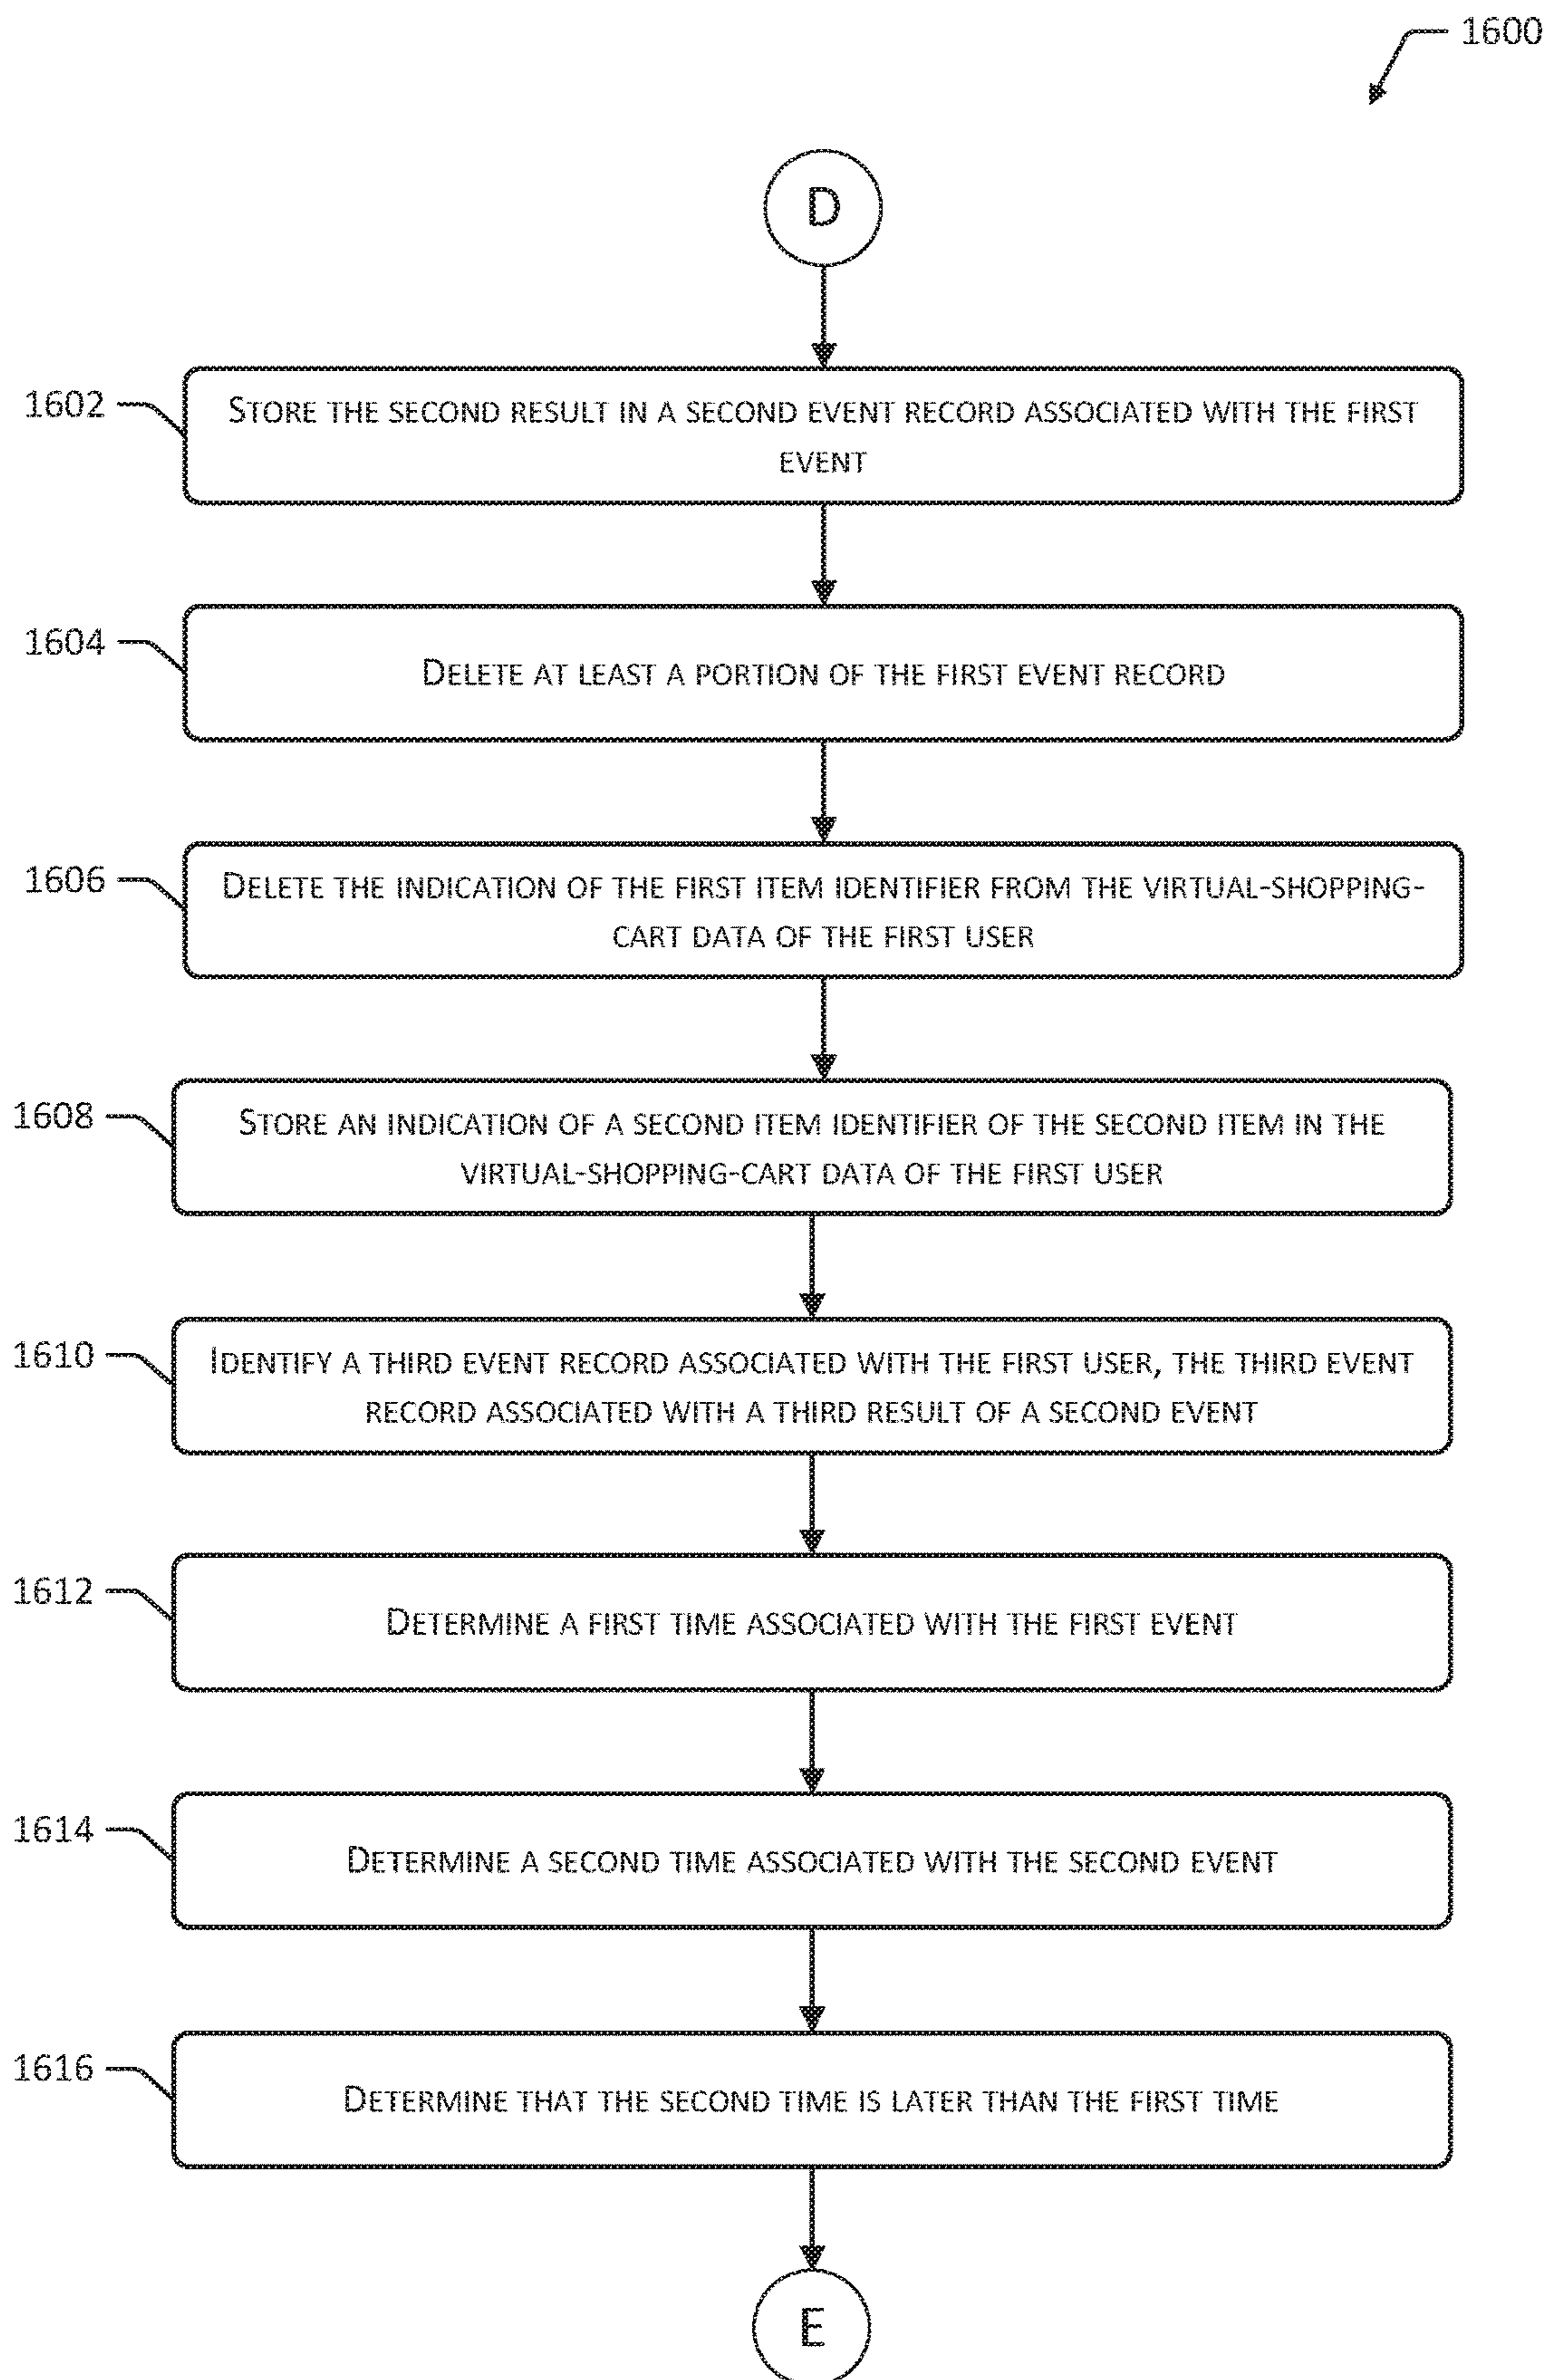 1600
D
1602
STORE THE SECOND RESULT IN A SECOND EVENT RECORD ASSOCIATED WITH THE FIRST
EVENT
1604
DELETE AT LEAST A PORTION OF THE FIRST EVENT RECORD
1606
DELETE THE INDICATION OF THE FIRST ITEM IDENTIFIER FROM THE VIRTUAL-SHOPPING-
CART DATA OF THE FIRST USER
1608
STORE AN INDICATION OF A SECOND ITEM IDENTIFIER OF THE SECOND ITEM IN THE
VIRTUAL-SHOPPING-CART DATA OF THE FIRST USER
1610
IDENTIFY A THIRD EVENT RECORD ASSOCIATED WITH THE FIRST USER, THE THIRD EVENT
RECORD ASSOCIATED WITH A THIRD RESULT OF A SECOND EVENT
1612
DETERMINE A FIRST TIME ASSOCIATED WITH THE FIRST EVENT
1614
DETERMINE A SECOND TIME ASSOCIATED WITH THE SECOND EVENT
1616
DETERMINE THAT THE SECOND TIME IS LATER THAN THE FIRST TIME
E